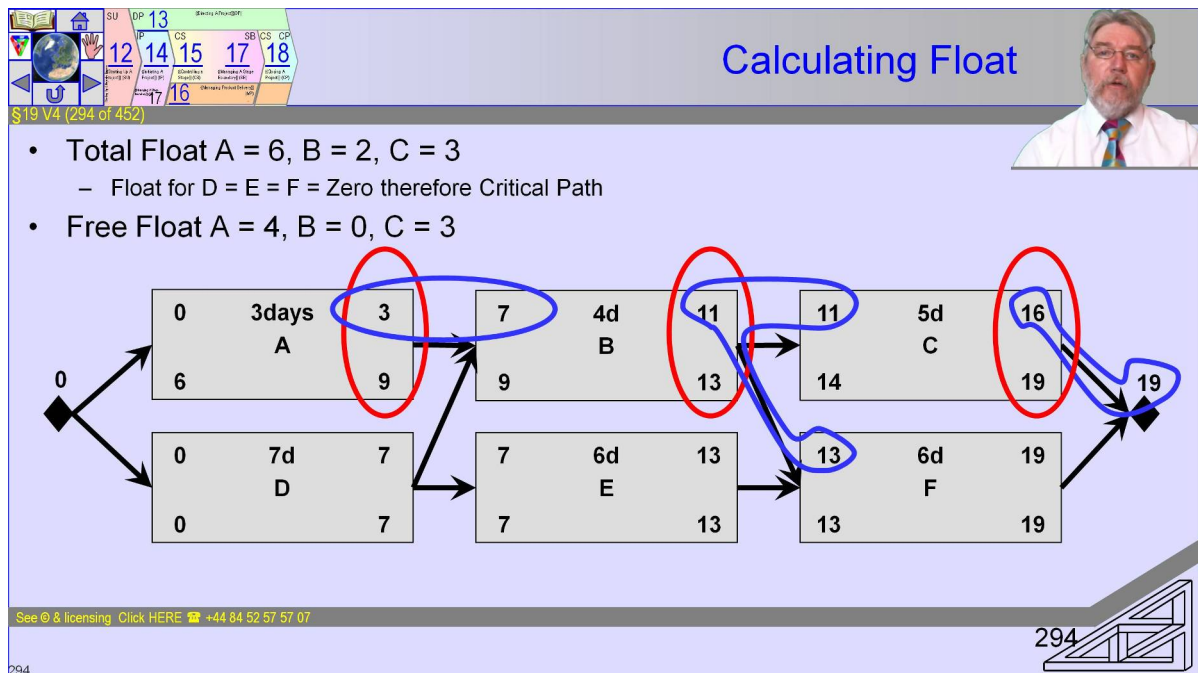 SU DP 13
IP CS SB CS CP
12 14 15 17 18
17 16
Calculating Float
§19 V4 (294 of 452)
• Total Float A = 6, B = 2, C = 3
– Float for D = E = F = Zero therefore Critical Path
• Free Float A = 4, B = 0, C = 3
0 3days 3 7 4d 11 11 5d 16
A B C
0 6 9 9 13 14 19 19
0 7d 7 7 6d 13 13 6d 19
D E F
0 7 7 13 13 19
See © & licensing Click HERE ☎ +44 84 52 57 57 07
294
294